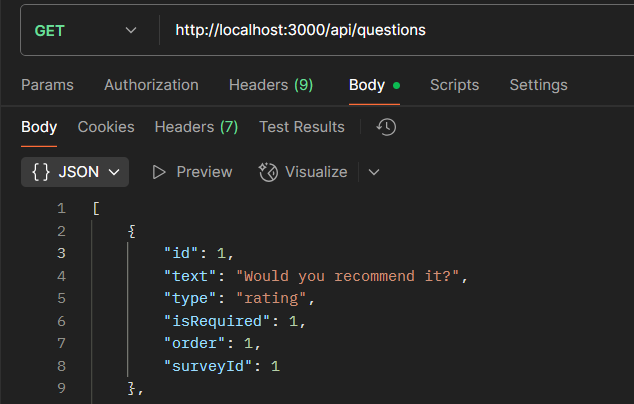 GET http://localhost:3000/api/questions
Params Authorization Headers (9) Body Scripts Settings
Body Cookies Headers (7) Test Results
{} JSON Preview Visualize
1 [
2 {
3 "id": 1,
4 "text": "Would you recommend it?",
5 "type": "rating",
6 "isRequired": 1,
7 "order": 1,
8 "surveyId": 1
9 },